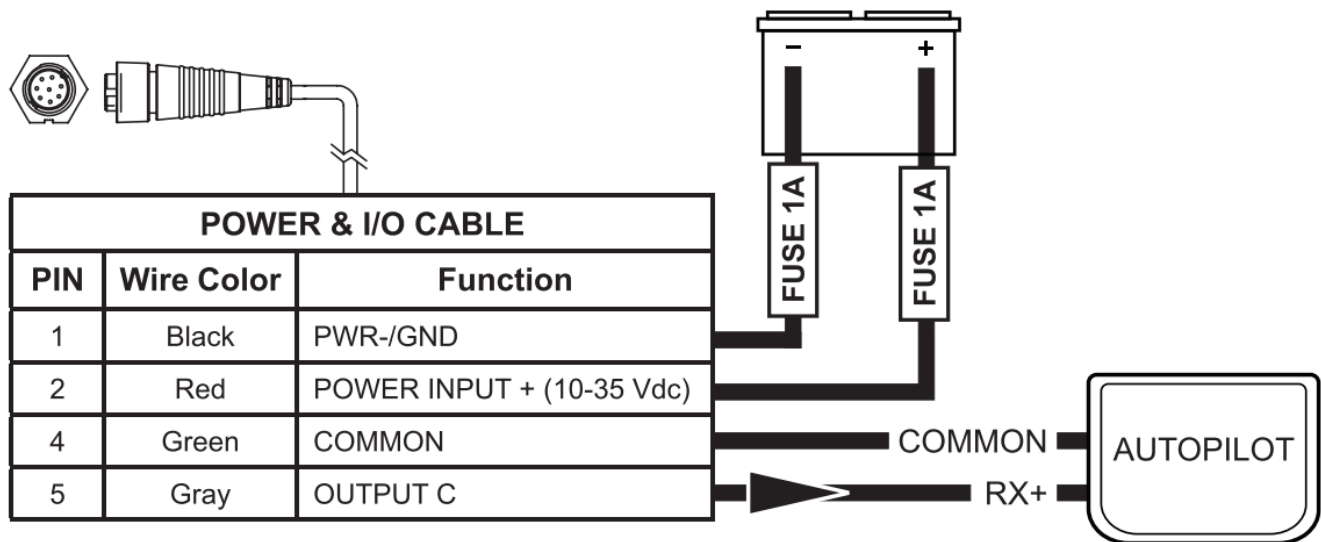 - +
FUSE 1A FUSE 1A
POWER & I/O CABLE
PIN Wire Color Function
1 Black PWR-/GND
2 Red POWER INPUT + (10-35 Vdc)
4 Green COMMON COMMON
5 Gray OUTPUT C RX+
AUTOPILOT